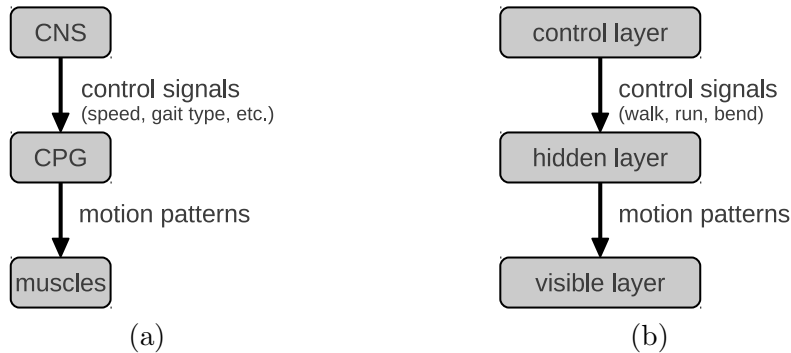 CNS
control signals
(speed, gait type, etc.)
CPG
motion patterns
muscles
(a)
control layer
control signals
(walk, run, bend)
hidden layer
motion patterns
visible layer
(b)